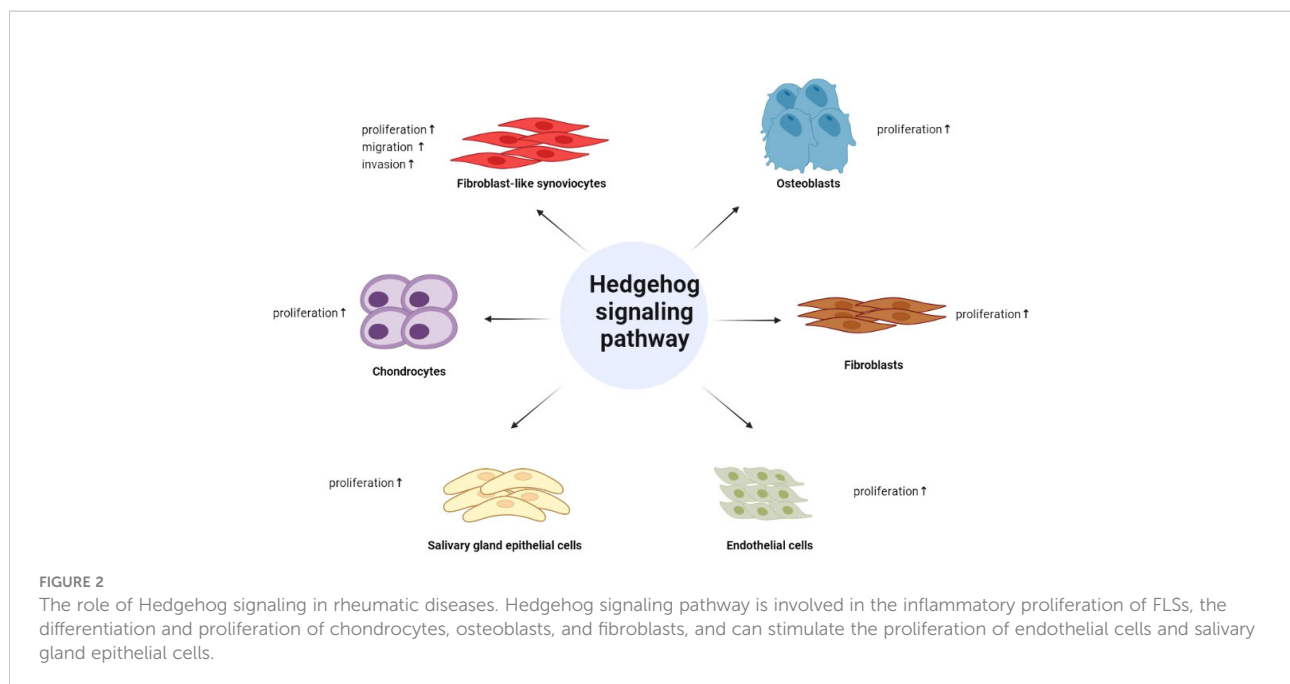 proliferation↑
migration ↑
invasion↑
Fibroblast-like synoviocytes
proliferation↑
Osteoblasts
Hedgehog
signaling
pathway
proliferation↑
Chondrocytes
proliferation↑
Fibroblasts
proliferation↑
Salivary gland epithelial cells
proliferation↑
Endothelial cells
FIGURE 2
The role of Hedgehog signaling in rheumatic diseases. Hedgehog signaling pathway is involved in the inflammatory proliferation of FLSs, the
differentiation and proliferation of chondrocytes, osteoblasts, and fibroblasts, and can stimulate the proliferation of endothelial cells and salivary
gland epithelial cells.